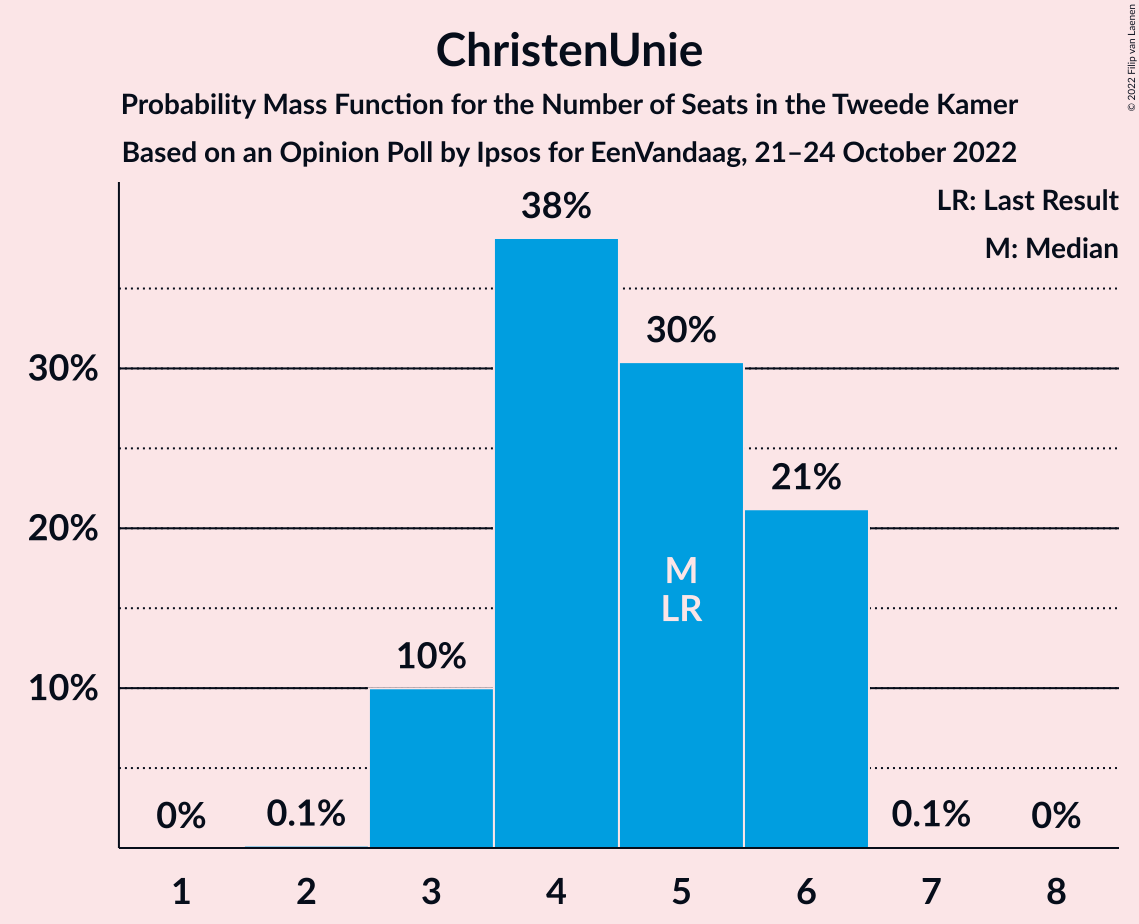 ChristenUnie
Probability Mass Function for the Number of Seats in the Tweede Kamer
Based on an Opinion Poll by Ipsos for EenVandaag, 21–24 October 2022
© 2022 Filip van Laenen
LR: Last Result
M: Median
38%
30%
21%
10%
0%
0.1%
0.1%
0%
M
LR
30%
20%
10%
1 2 3 4 5 6 7 8